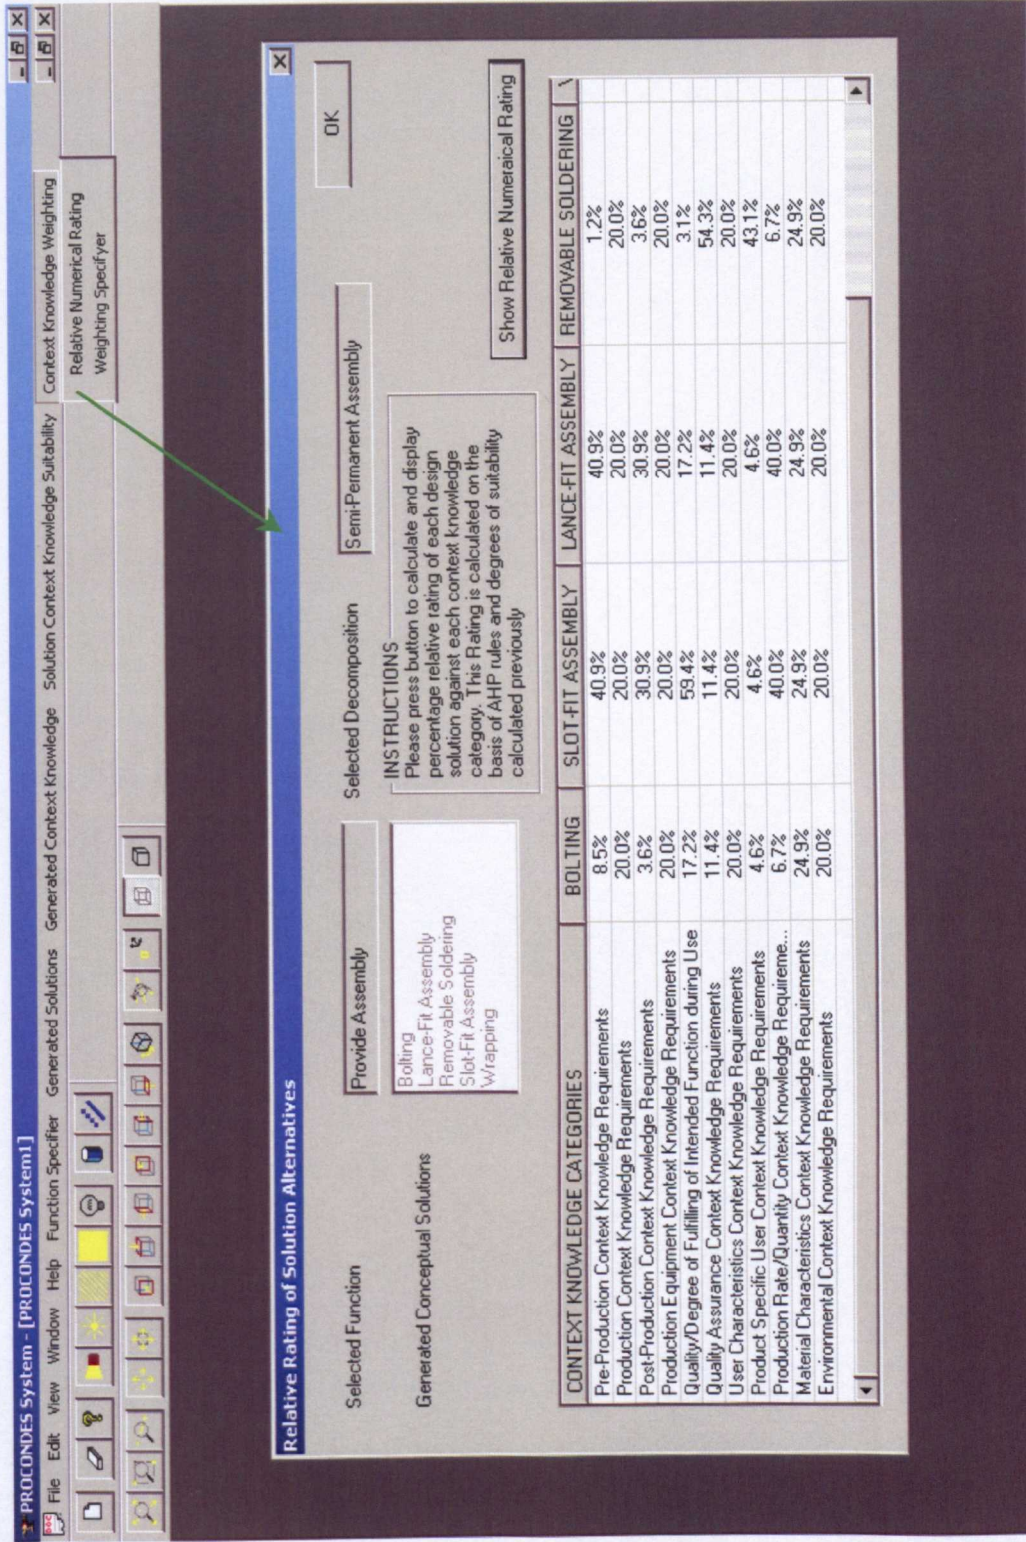 PROCONDES System - [PROCONDES System1]
File Edit View Window Help Function Specifier Generated Solutions Generated Context Knowledge Solution Context Knowledge Suitability Context Knowledge Weighting
Relative Numerical Rating
Weighting Specifyer
Relative Rating of Solution Alternatives
Selected Function Provide Assembly Selected Decomposition Semi-Permanent Assembly OK
Generated Conceptual Solutions
Bolting
Lance-Fit Assembly
Removable Soldering
Slot-Fit Assembly
Wrapping
INSTRUCTIONS
Please press button to calculate and display
percentage relative rating of each design
solution against each context knowledge
category. This Rating is calculated on the
basis of AHP rules and degrees of suitability
calculated previously
Show Relative Numeraical Rating
CONTEXT KNOWLEDGE CATEGORIES BOLTING SLOT-FIT ASSEMBLY LANCE-FIT ASSEMBLY REMOVABLE SOLDERING
Pre-Production Context Knowledge Requirements 8.5% 40.9% 40.9% 1.2%
Production Context Knowledge Requirements 20.0% 20.0% 20.0% 20.0%
Post-Production Context Knowledge Requirements 3.6% 30.9% 30.9% 3.6%
Production Equipment Context Knowledge Requirements 20.0% 20.0% 20.0% 20.0%
Quality/Degree of Fulfilling of Intended Function during Use 17.2% 59.4% 17.2% 3.1%
Quality Assurance Context Knowledge Requirements 11.4% 11.4% 11.4% 54.3%
User Characteristics Context Knowledge Requirements 20.0% 20.0% 20.0% 20.0%
Product Specific User Context Knowledge Requirements 4.6% 4.6% 4.6% 43.1%
Production Rate/Quantity Context Knowledge Requireme... 6.7% 40.0% 40.0% 6.7%
Material Characteristics Context Knowledge Requirements 24.9% 24.9% 24.9% 24.9%
Environmental Context Knowledge Requirements 20.0% 20.0% 20.0% 20.0%